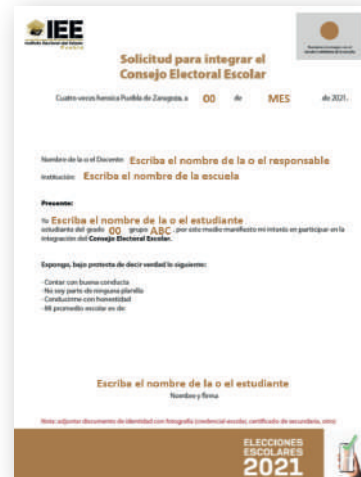 IEE
Instituto Electoral del Estado
Puebla
Solicitud para integrar el
Consejo Electoral Escolar
Cuatro veces heroica Puebla de Zaragoza, a 00 de MES de 2021.
Nombre de la o el Docente: Escriba el nombre de la o el responsable
Institución: Escriba el nombre de la escuela
Presente:
Yo Escriba el nombre de la o el estudiante
estudiante del grado 00 grupo ABC, por este medio manifiesto mi interés en participar en la
integración del Consejo Electoral Escolar.
Expongo, bajo protesta de decir verdad lo siguiente:
- Contar con buena conducta
- No soy parte de ninguna planilla
- Conducirme con honestidad
- Mi promedio escolar es de:
Escriba el nombre de la o el estudiante
Nombre y firma
Nota: adjuntar documento de identidad con fotografía (credencial escolar, certificado de secundaria, otro)
ELECCIONES
ESCOLARES
2021